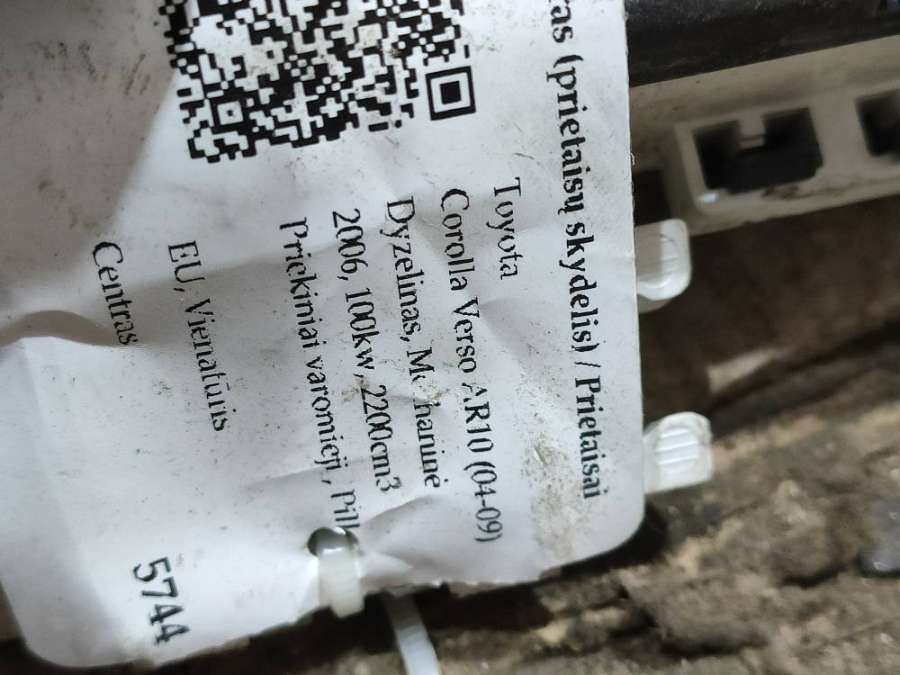 (prietaisų skydelis) / Prietaisai
Toyota
Corolla Verso AR10 (04-09)
Dyzelinas, Mechaninė
2006, 100kw, 2200cm3
Priekiniai varomieji,
EU, Vienatūris
Centras
5744